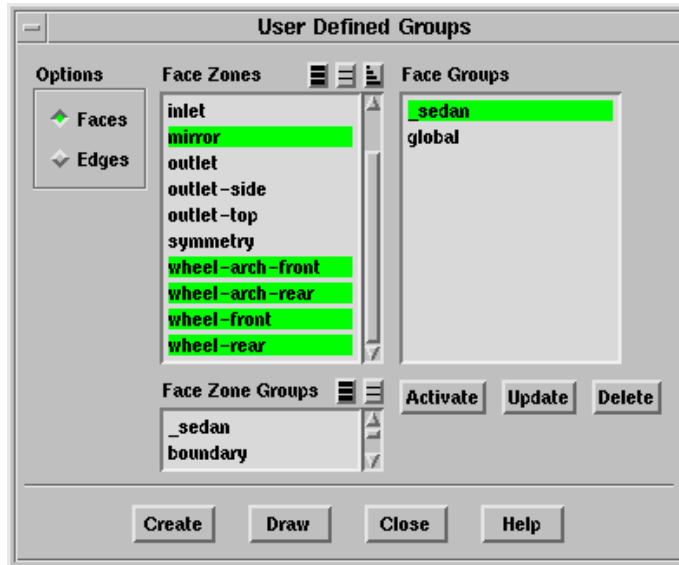 User Defined Groups
Options
Faces
Edges
Face Zones
inlet
mirror
outlet
outlet-side
outlet-top
symmetry
wheel-arch-front
wheel-arch-rear
wheel-front
wheel-rear
Face Zone Groups
_sedan
boundary
Face Groups
_sedan
global
Activate Update Delete
Create Draw Close Help